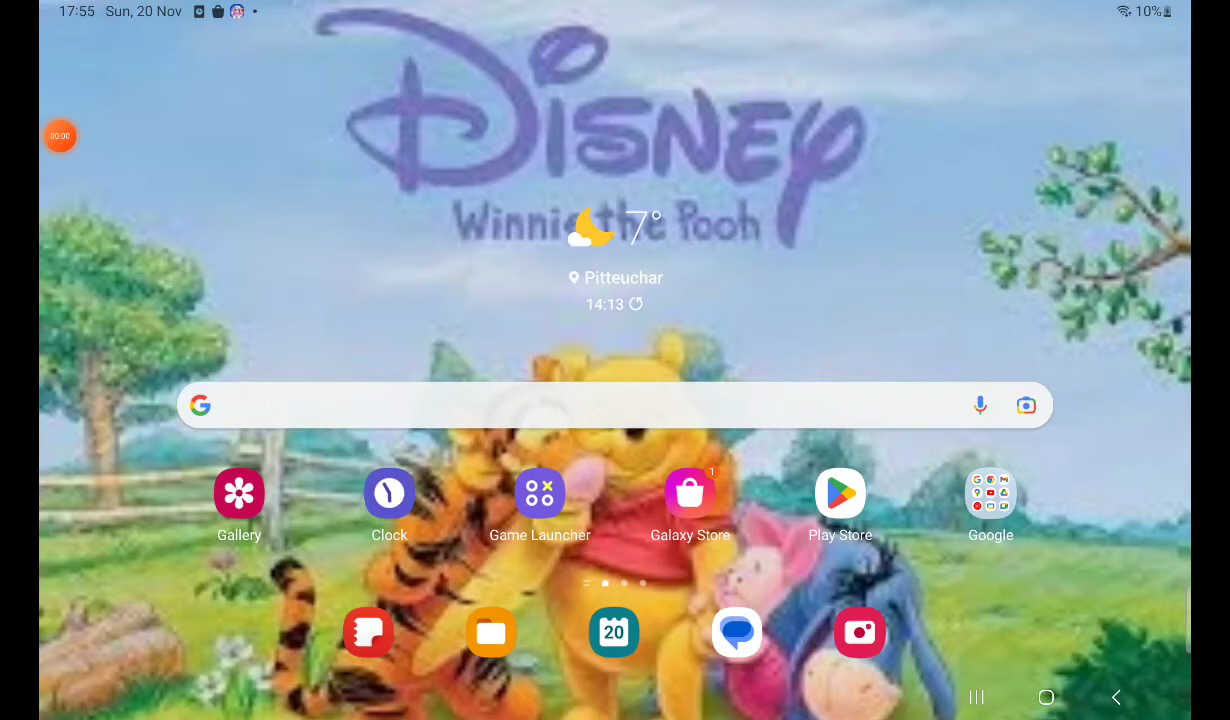 17:55 Sun, 20 Nov
10%
Disney
Winnie the Pooh
00:00
7°
Pitteuchar
14:13
1
Gallery
Clock
Game Launcher
Galaxy Store
Play Store
Google
20